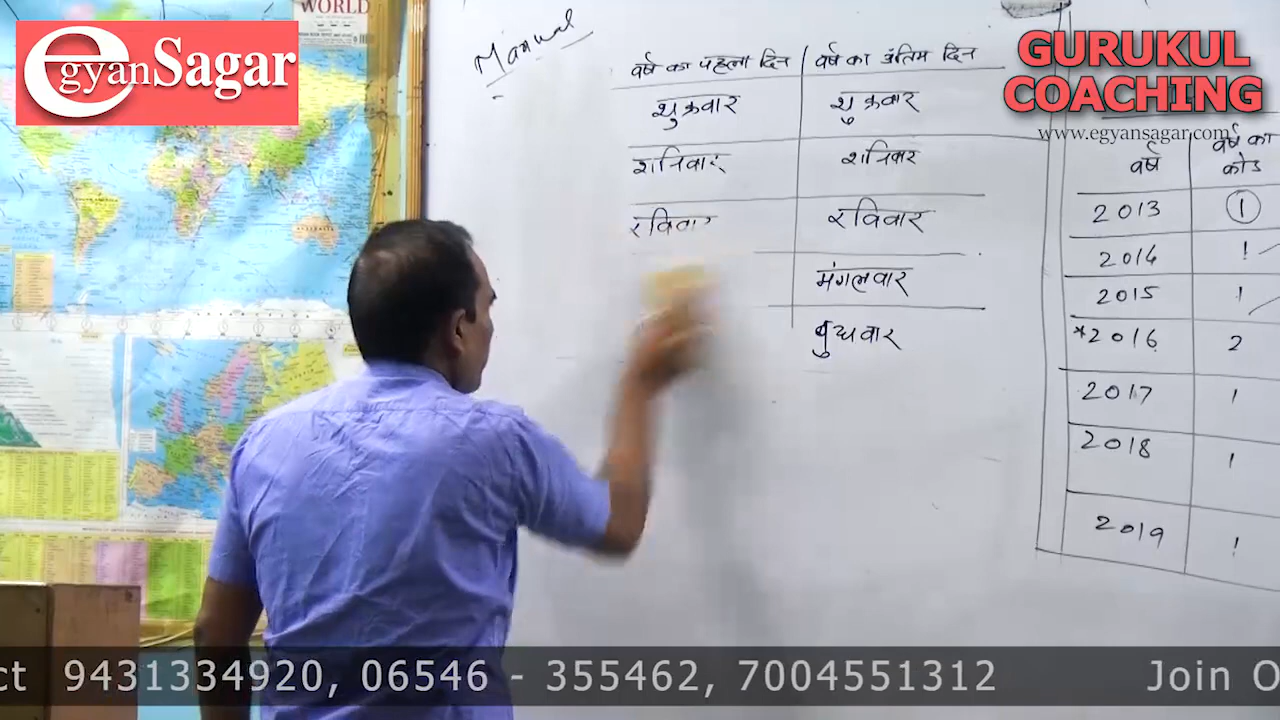 WORLD
egyanSagar
Manual
GURUKUL
COACHING
www.egyansagar.com
वर्ष का पहला दिन
वर्ष का अंतिम दिन
शुक्रवार
शुक्रवार
शनिवार
शनिवार
रविवार
रविवार
मंगलवार
बुधवार
वर्ष
वर्ष का
कोड
2013
1
2014
1
2015
1
*2016
2
2017
1
2018
1
2019
1
ct 9431334920, 06546 - 355462, 7004551312 Join O